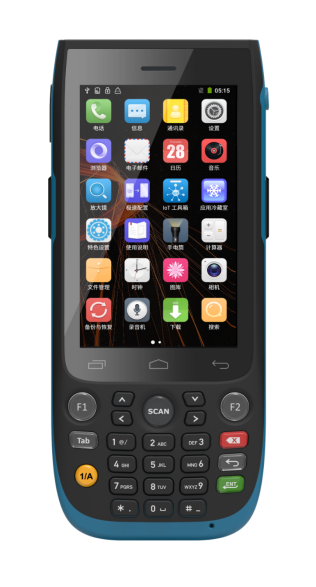 05:15
电话 信息 通讯录 设置
28
浏览器 电子邮件 日历 音乐
放大镜 极速配置 IoT 工具箱 应用冷藏室
特色设置 使用说明 手电筒 计算器
文件管理 时钟 图库 相机
备份与恢复 录音机 下载 搜索
F1 SCAN F2
Tab 1 @/ 2 ABC DEF 3
4 GHI 5 JKL MNO 6
1/A 7 PQRS 8 TUV WXYZ 9 ENT
* . 0 # _